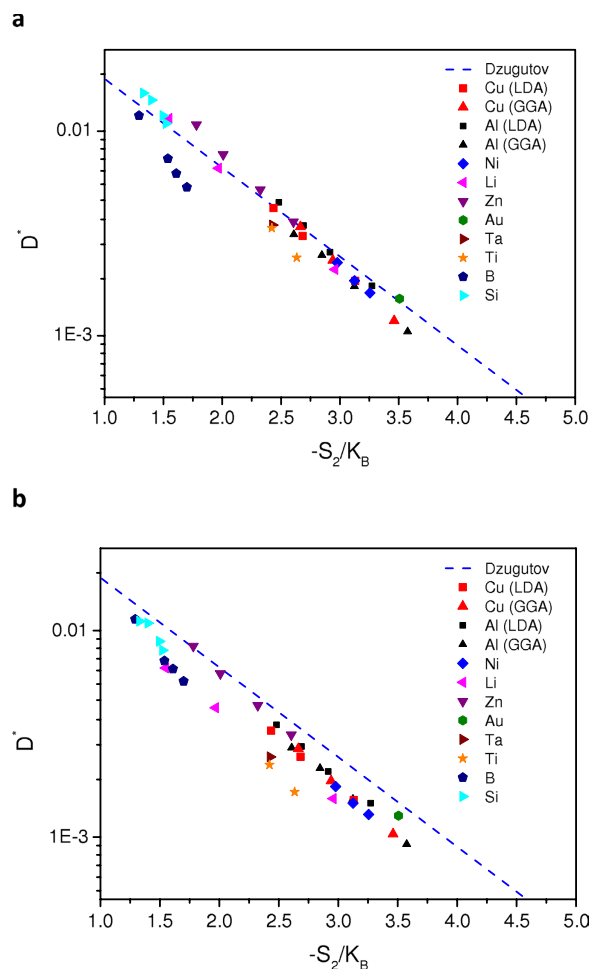 a
Dzugutov
Cu (LDA)
Cu (GGA)
Al (LDA)
Al (GGA)
Ni
Li
Zn
Au
Ta
Ti
B
Si
0.01
1E-3
D*
1.0 1.5 2.0 2.5 3.0 3.5 4.0 4.5 5.0
-S₂/K_B
b
Dzugutov
Cu (LDA)
Cu (GGA)
Al (LDA)
Al (GGA)
Ni
Li
Zn
Au
Ta
Ti
B
Si
0.01
1E-3
D*
1.0 1.5 2.0 2.5 3.0 3.5 4.0 4.5 5.0
-S₂/K_B